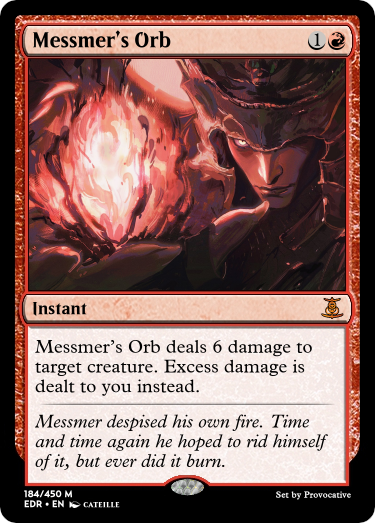 Messmer's Orb 1
Instant
Messmer's Orb deals 6 damage to
target creature. Excess damage is
dealt to you instead.
Messmer despised his own fire. Time
and time again he hoped to rid himself
of it, but ever did it burn.
184/450 M
EDR • EN CATEILLE
Set by Provocative